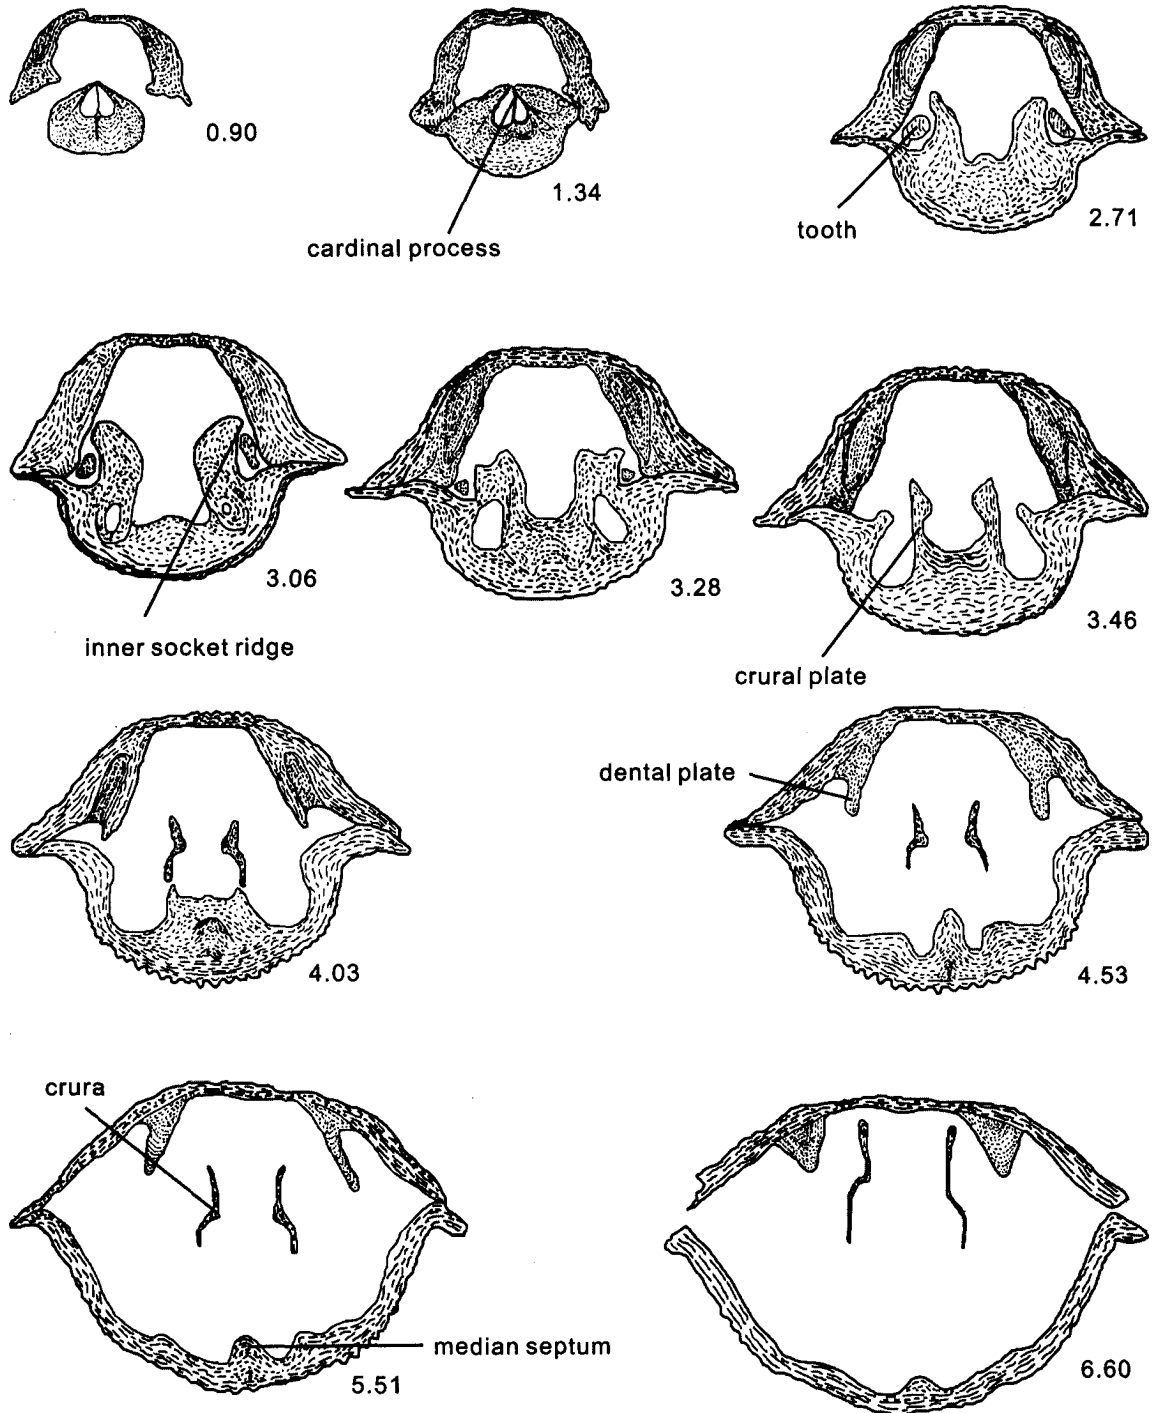 0.90
1.34
cardinal process
tooth
2.71
3.06
inner socket ridge
3.28
3.46
crural plate
4.03
dental plate
4.53
crura
5.51
median septum
6.60